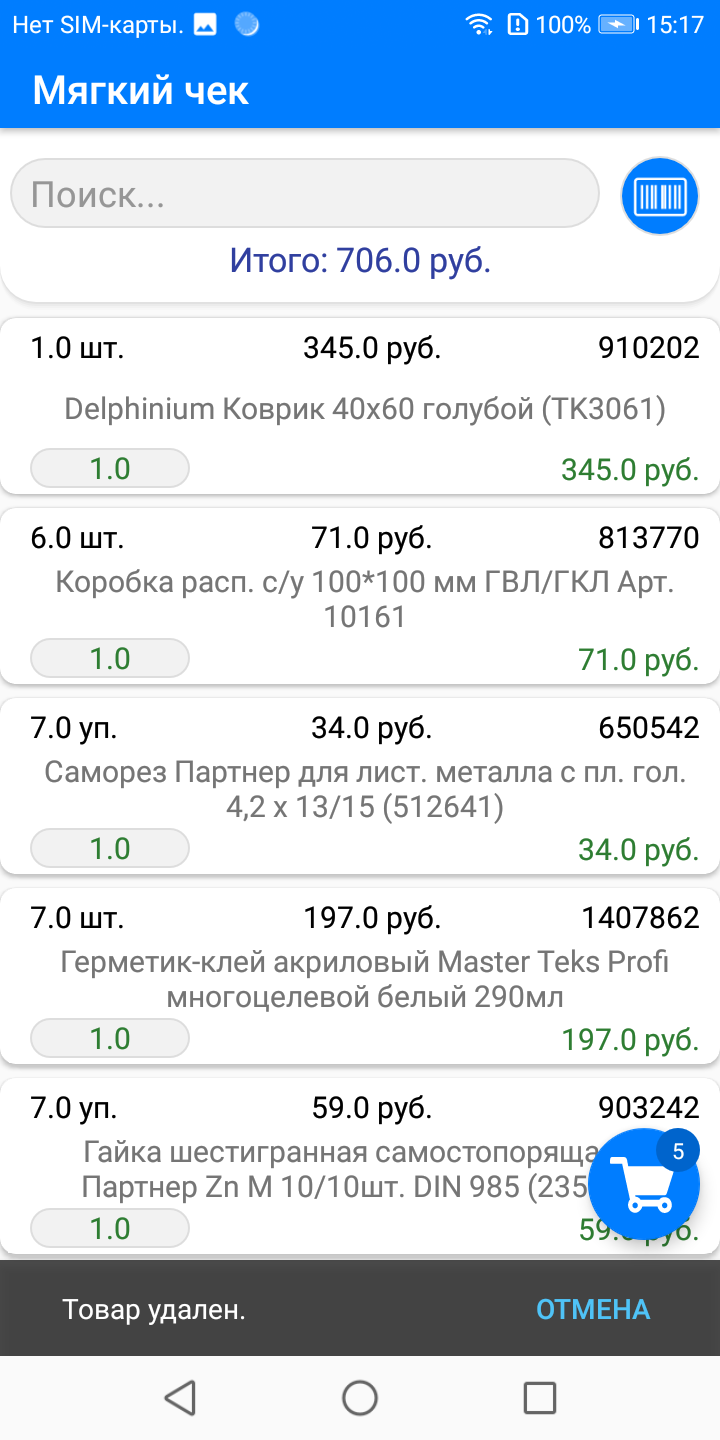 Нет SIM-карты. 100% 15:17
Мягкий чек
Поиск...
Итого: 706.0 руб.
1.0 шт. 345.0 руб. 910202
Delphinium Коврик 40х60 голубой (ТК3061)
1.0 345.0 руб.
6.0 шт. 71.0 руб. 813770
Коробка расп. с/у 100*100 мм ГВЛ/ГКЛ Арт.
10161
1.0 71.0 руб.
7.0 уп. 34.0 руб. 650542
Саморез Партнер для лист. металла с пл. гол.
4,2 х 13/15 (512641)
1.0 34.0 руб.
7.0 шт. 197.0 руб. 1407862
Герметик-клей акриловый Master Teks Profi
многоцелевой белый 290мл
1.0 197.0 руб.
7.0 уп. 59.0 руб. 903242
Гайка шестигранная самостопоряща
5
Партнер Zn М 10/10шт. DIN 985 (235
1.0 59. руб.
Товар удален. ОТМЕНА